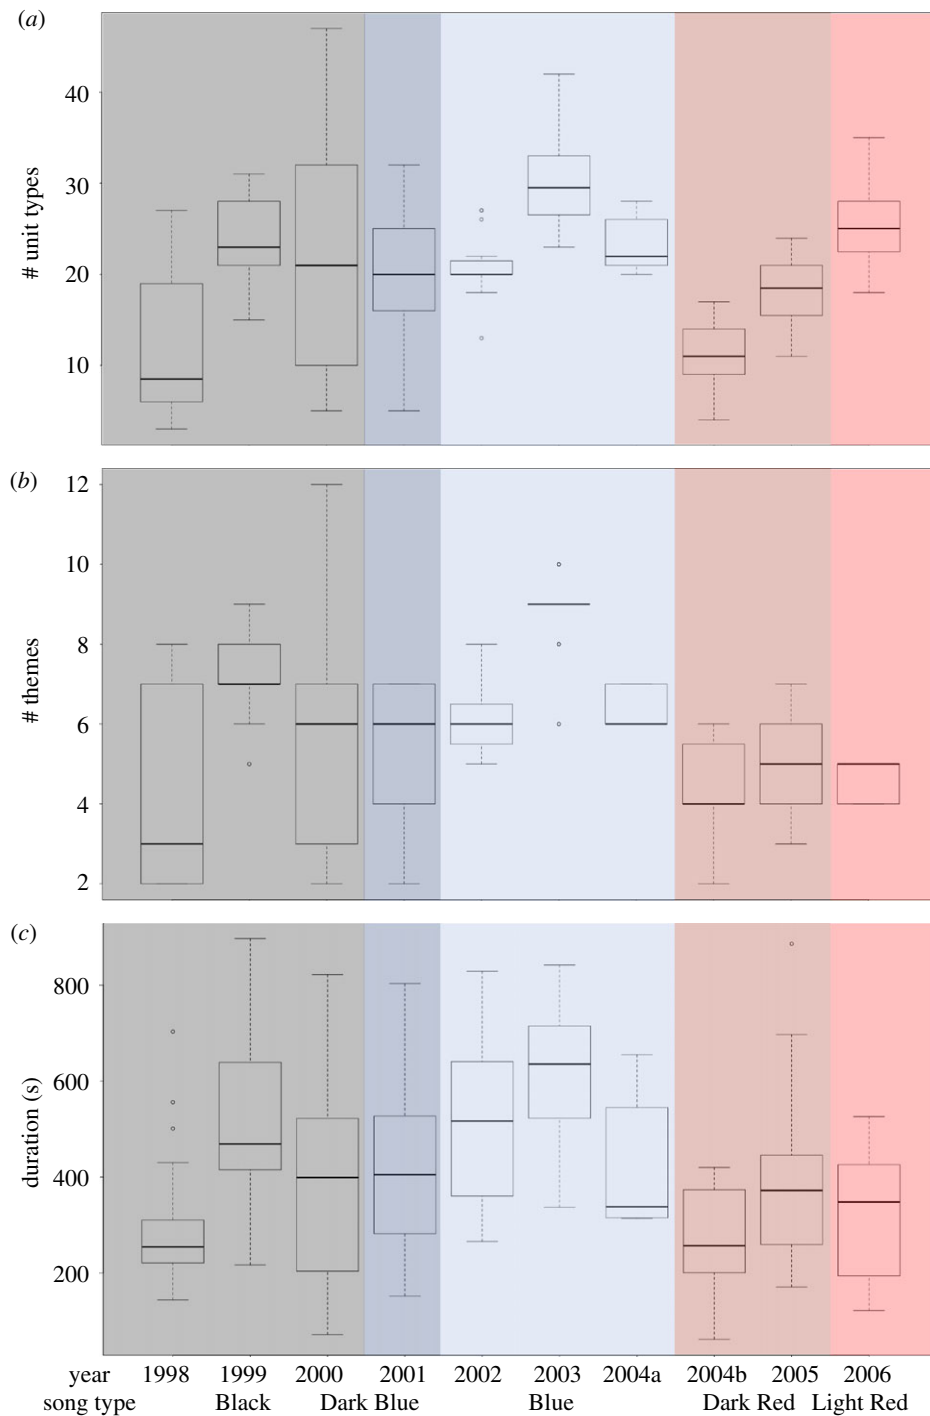 (a)
40
30
20
10
# unit types
(b)
12
10
8
6
4
2
# themes
(c)
800
600
400
200
duration (s)
year 1998 1999 2000 2001 2002 2003 2004a 2004b 2005 2006
song type Black Dark Blue Blue Dark Red Light Red